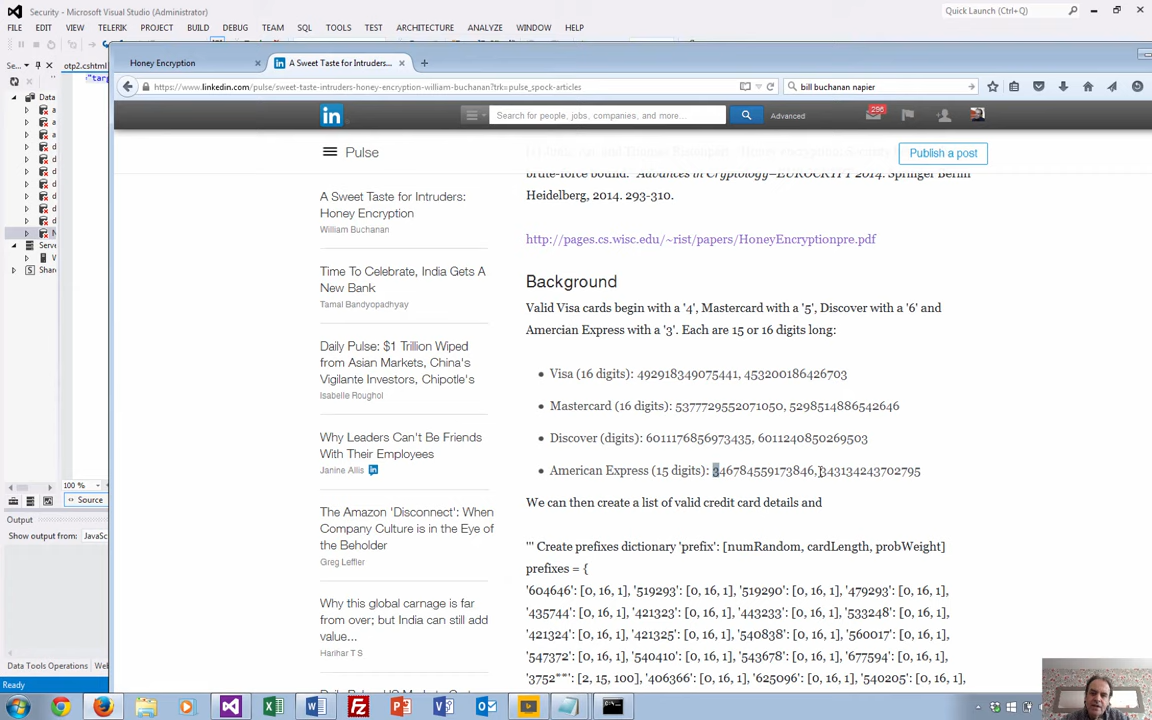 Security - Microsoft Visual Studio (Administrator)
Quick Launch (Ctrl+Q)
FILE EDIT VIEW TELERIK PROJECT BUILD DEBUG TEAM SQL TOOLS TEST ARCHITECTURE ANALYZE WINDOW HELP
otp2.cshtml
Honey Encryption
A Sweet Taste for Intruders...
https://www.linkedin.com/pulse/sweet-taste-intruders-honey-encryption-william-buchanan?trk=pulse_spock-articles
bill buchanan napier
Search for people, jobs, companies, and more...
Advanced
296
Pulse
Publish a post
A Sweet Taste for Intruders:
Honey Encryption
William Buchanan
Time To Celebrate, India Gets A
New Bank
Tamal Bandyopadhyay
Daily Pulse: $1 Trillion Wiped
from Asian Markets, China's
Vigilante Investors, Chipotle's
Isabelle Roughol
Why Leaders Can't Be Friends
With Their Employees
Janine Allis
The Amazon 'Disconnect': When
Company Culture is in the Eye of
the Beholder
Greg Leffler
Why this global carnage is far
from over; but India can still add
value...
Harihar T S
brute-force bound." Advances in Cryptology–EUROCRYPT 2014. Springer Berlin
Heidelberg, 2014. 293-310.
http://pages.cs.wisc.edu/~rist/papers/HoneyEncryptionpre.pdf
Background
Valid Visa cards begin with a '4', Mastercard with a '5', Discover with a '6' and
Amercian Express with a '3'. Each are 15 or 16 digits long:
Visa (16 digits): 492918349075441, 453200186426703
Mastercard (16 digits): 5377729552071050, 5298514886542646
Discover (digits): 6011176856973435, 6011240850269503
American Express (15 digits): 346784559173846, 343134243702795
We can then create a list of valid credit card details and
''' Create prefixes dictionary 'prefix': [numRandom, cardLength, probWeight]
prefixes = {
'604646': [0, 16, 1], '519293': [0, 16, 1], '519290': [0, 16, 1], '479293': [0, 16, 1],
'435744': [0, 16, 1], '421323': [0, 16, 1], '443233': [0, 16, 1], '533248': [0, 16, 1],
'421324': [0, 16, 1], '421325': [0, 16, 1], '540838': [0, 16, 1], '560017': [0, 16, 1],
'547372': [0, 16, 1], '540410': [0, 16, 1], '543678': [0, 16, 1], '677594': [0, 16, 1],
'3752**': [2, 15, 100], '406366': [0, 16, 1], '625096': [0, 16, 1], '540205': [0, 16, 1],
Data
Serve
Share
Source
Output
Show output from: JavaSc
Data Tools Operations
Ready